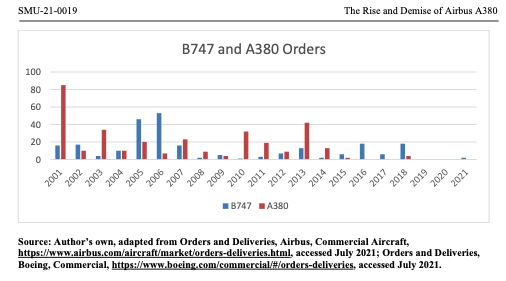 SMU-21-0019 The Rise and Demise of Airbus A380
B747 and A380 Orders
100
80
60
40
20
0
2001 2002 2003 2004 2005 2006 2007 2008 2009 2010 2011 2012 2013 2014 2015 2016 2017 2018 2019 2020 2021
B747 A380
Source: Author's own, adapted from Orders and Deliveries, Airbus, Commercial Aircraft,
https://www.airbus.com/aircraft/market/orders-deliveries.html, accessed July 2021; Orders and Deliveries,
Boeing, Commercial, https://www.boeing.com/commercial/#/orders-deliveries, accessed July 2021.